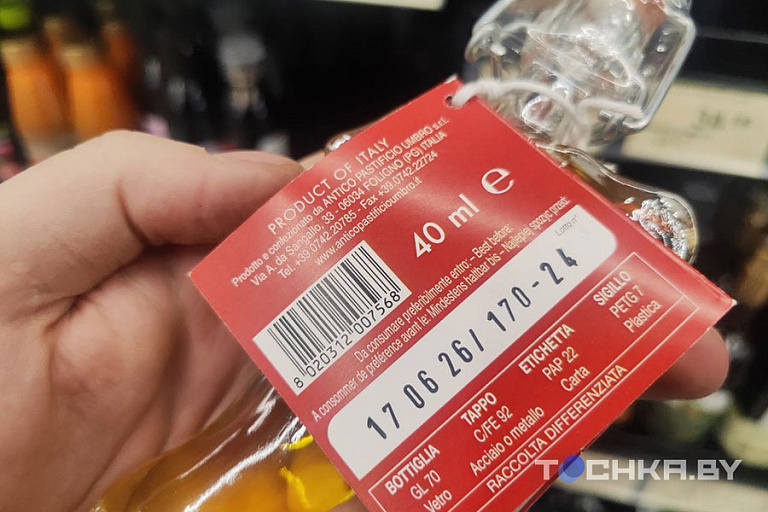 PRODUCT OF ITALY
Prodotto e confezionato da ANTICO PASTIFICIO UMBRO s.r.l.
Via A. da Sangallo, 33 - 06034 FOLIGNO (PG) ITALIA
Tel. +39.0742.20785 - Fax +39.0742.22724
www.anticopastificioumbro.it
8 020312 007568
40 ml e
Da consumare preferibilmente entro: - Best before:
A consommer de préférence avant le: Mindestens haltbar bis - Najlepiej spożyć przed:
Lotto n°
17 06 26/ 170-24
BOTTIGLIA
GL 70
Vetro
TAPPO
C/FE 92
Acciaio o metallo
ETICHETTA
PAP 22
Carta
SIGILLO
PETG 7
Plastica
RACCOLTA DIFFERENZIATA
TOCHKA.BY